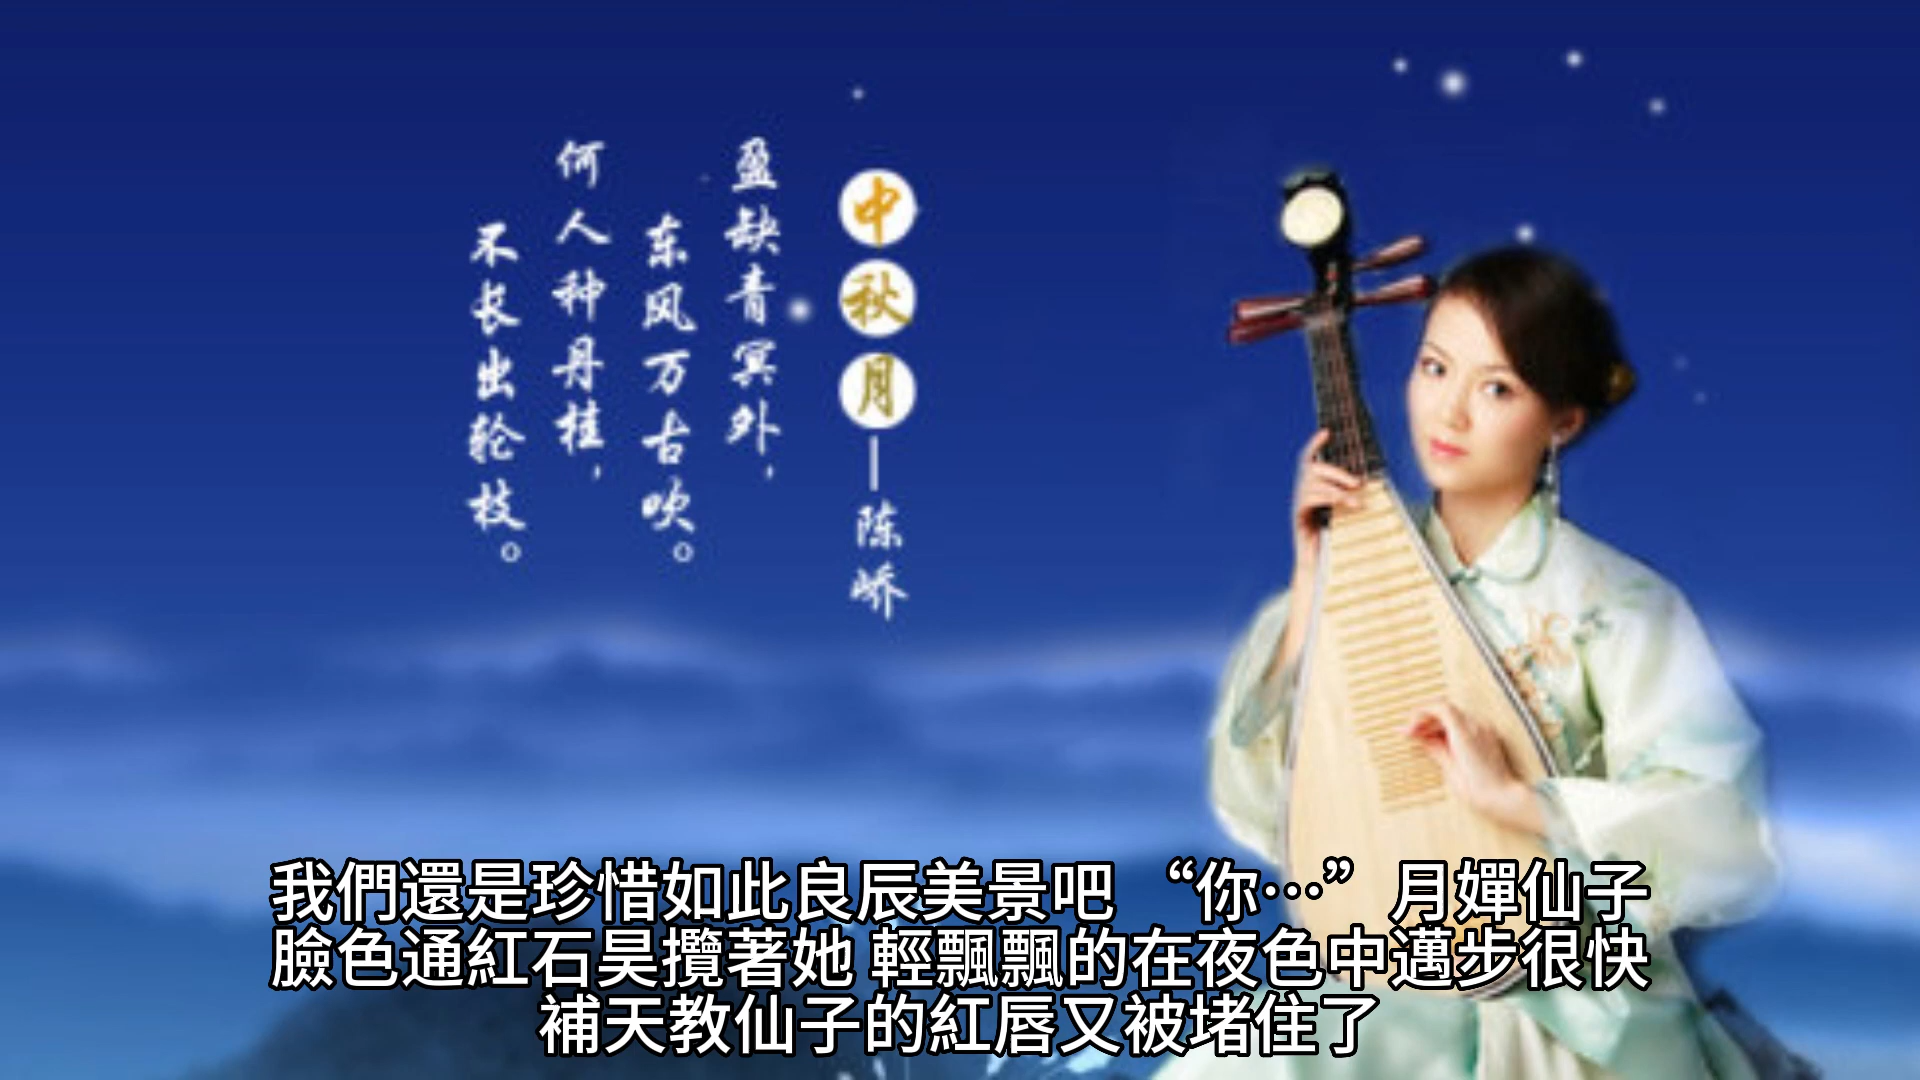 中秋月——陈峤
盈缺青冥外，
东风万古吹。
何人种丹桂，
不长出轮枝。
我們還是珍惜如此良辰美景吧 “你…”月嬋仙子
臉色通紅石昊攬著她 輕飄飄的在夜色中邁步很快
補天教仙子的紅唇又被堵住了